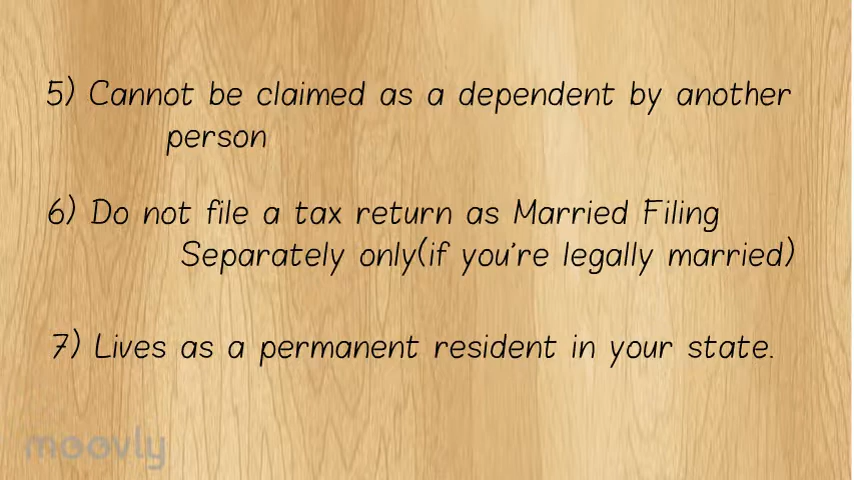 5) Cannot be claimed as a dependent by another
person
6) Do not file a tax return as Married Filing
Separately only(if you're legally married)
7) Lives as a permanent resident in your state.
moovly